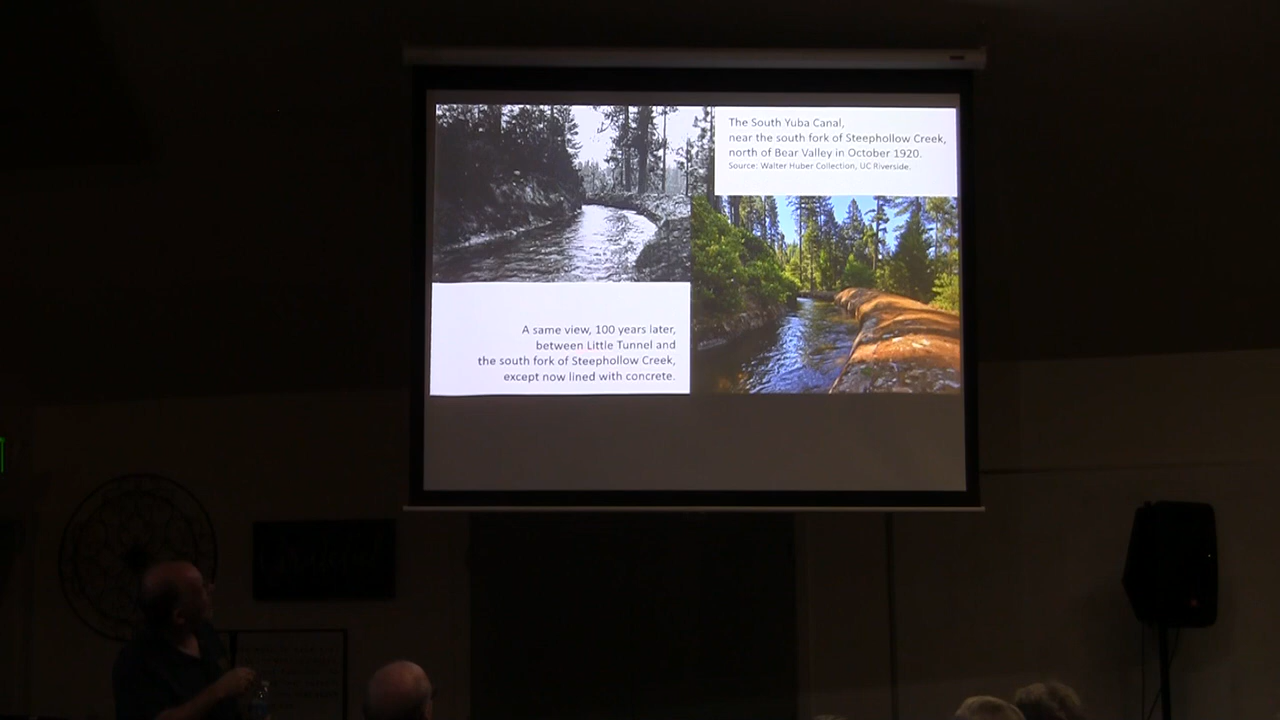 The South Yuba Canal,
near the south fork of Steephollow Creek,
north of Bear Valley in October 1920.
Source: Walter Huber Collection, UC Riverside.
A same view, 100 years later,
between Little Tunnel and
the south fork of Steephollow Creek,
except now lined with concrete.